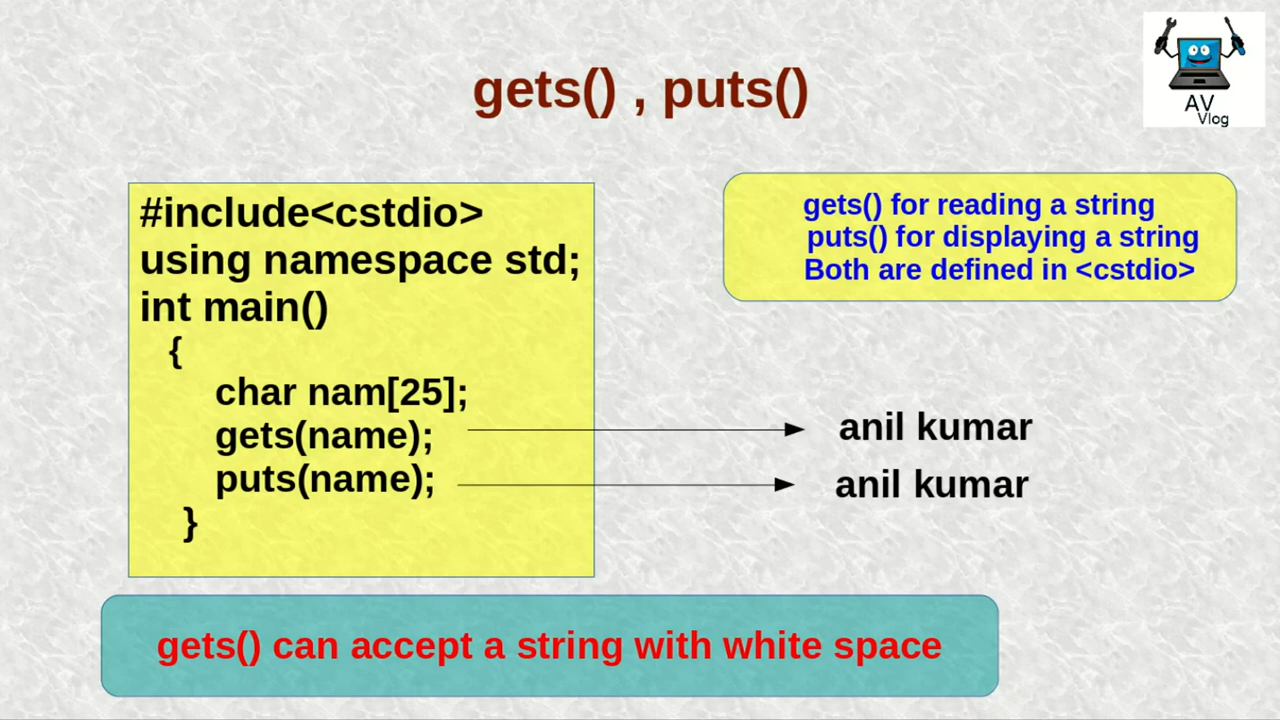 AV
Vlog
gets() , puts()
#include<cstdio>
using namespace std;
int main()
{
char nam[25];
gets(name);
puts(name);
}
gets() for reading a string
puts() for displaying a string
Both are defined in <cstdio>
anil kumar
anil kumar
gets() can accept a string with white space